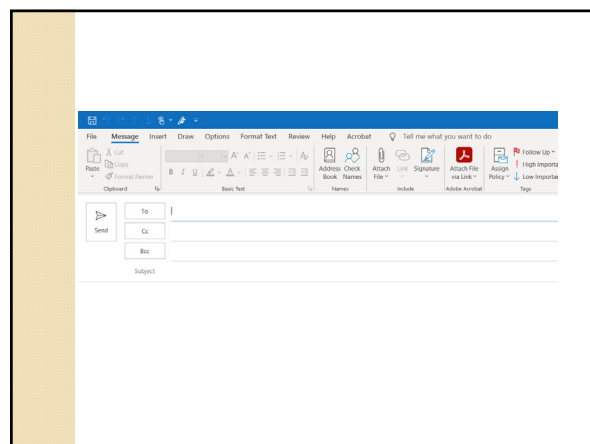 File Message Insert Draw Options Format Text Review Help Acrobat Tell me what you want to do
Paste
Cut
Copy
Format Painter
Clipboard
B I U
Basic Text
Address Book
Check Names
Names
Attach File
Link
Signature
Include
Attach File via Link
Adobe Acrobat
Assign Policy
Follow Up
High Importa
Low Importan
Tags
Send
To
Cc
Bcc
Subject